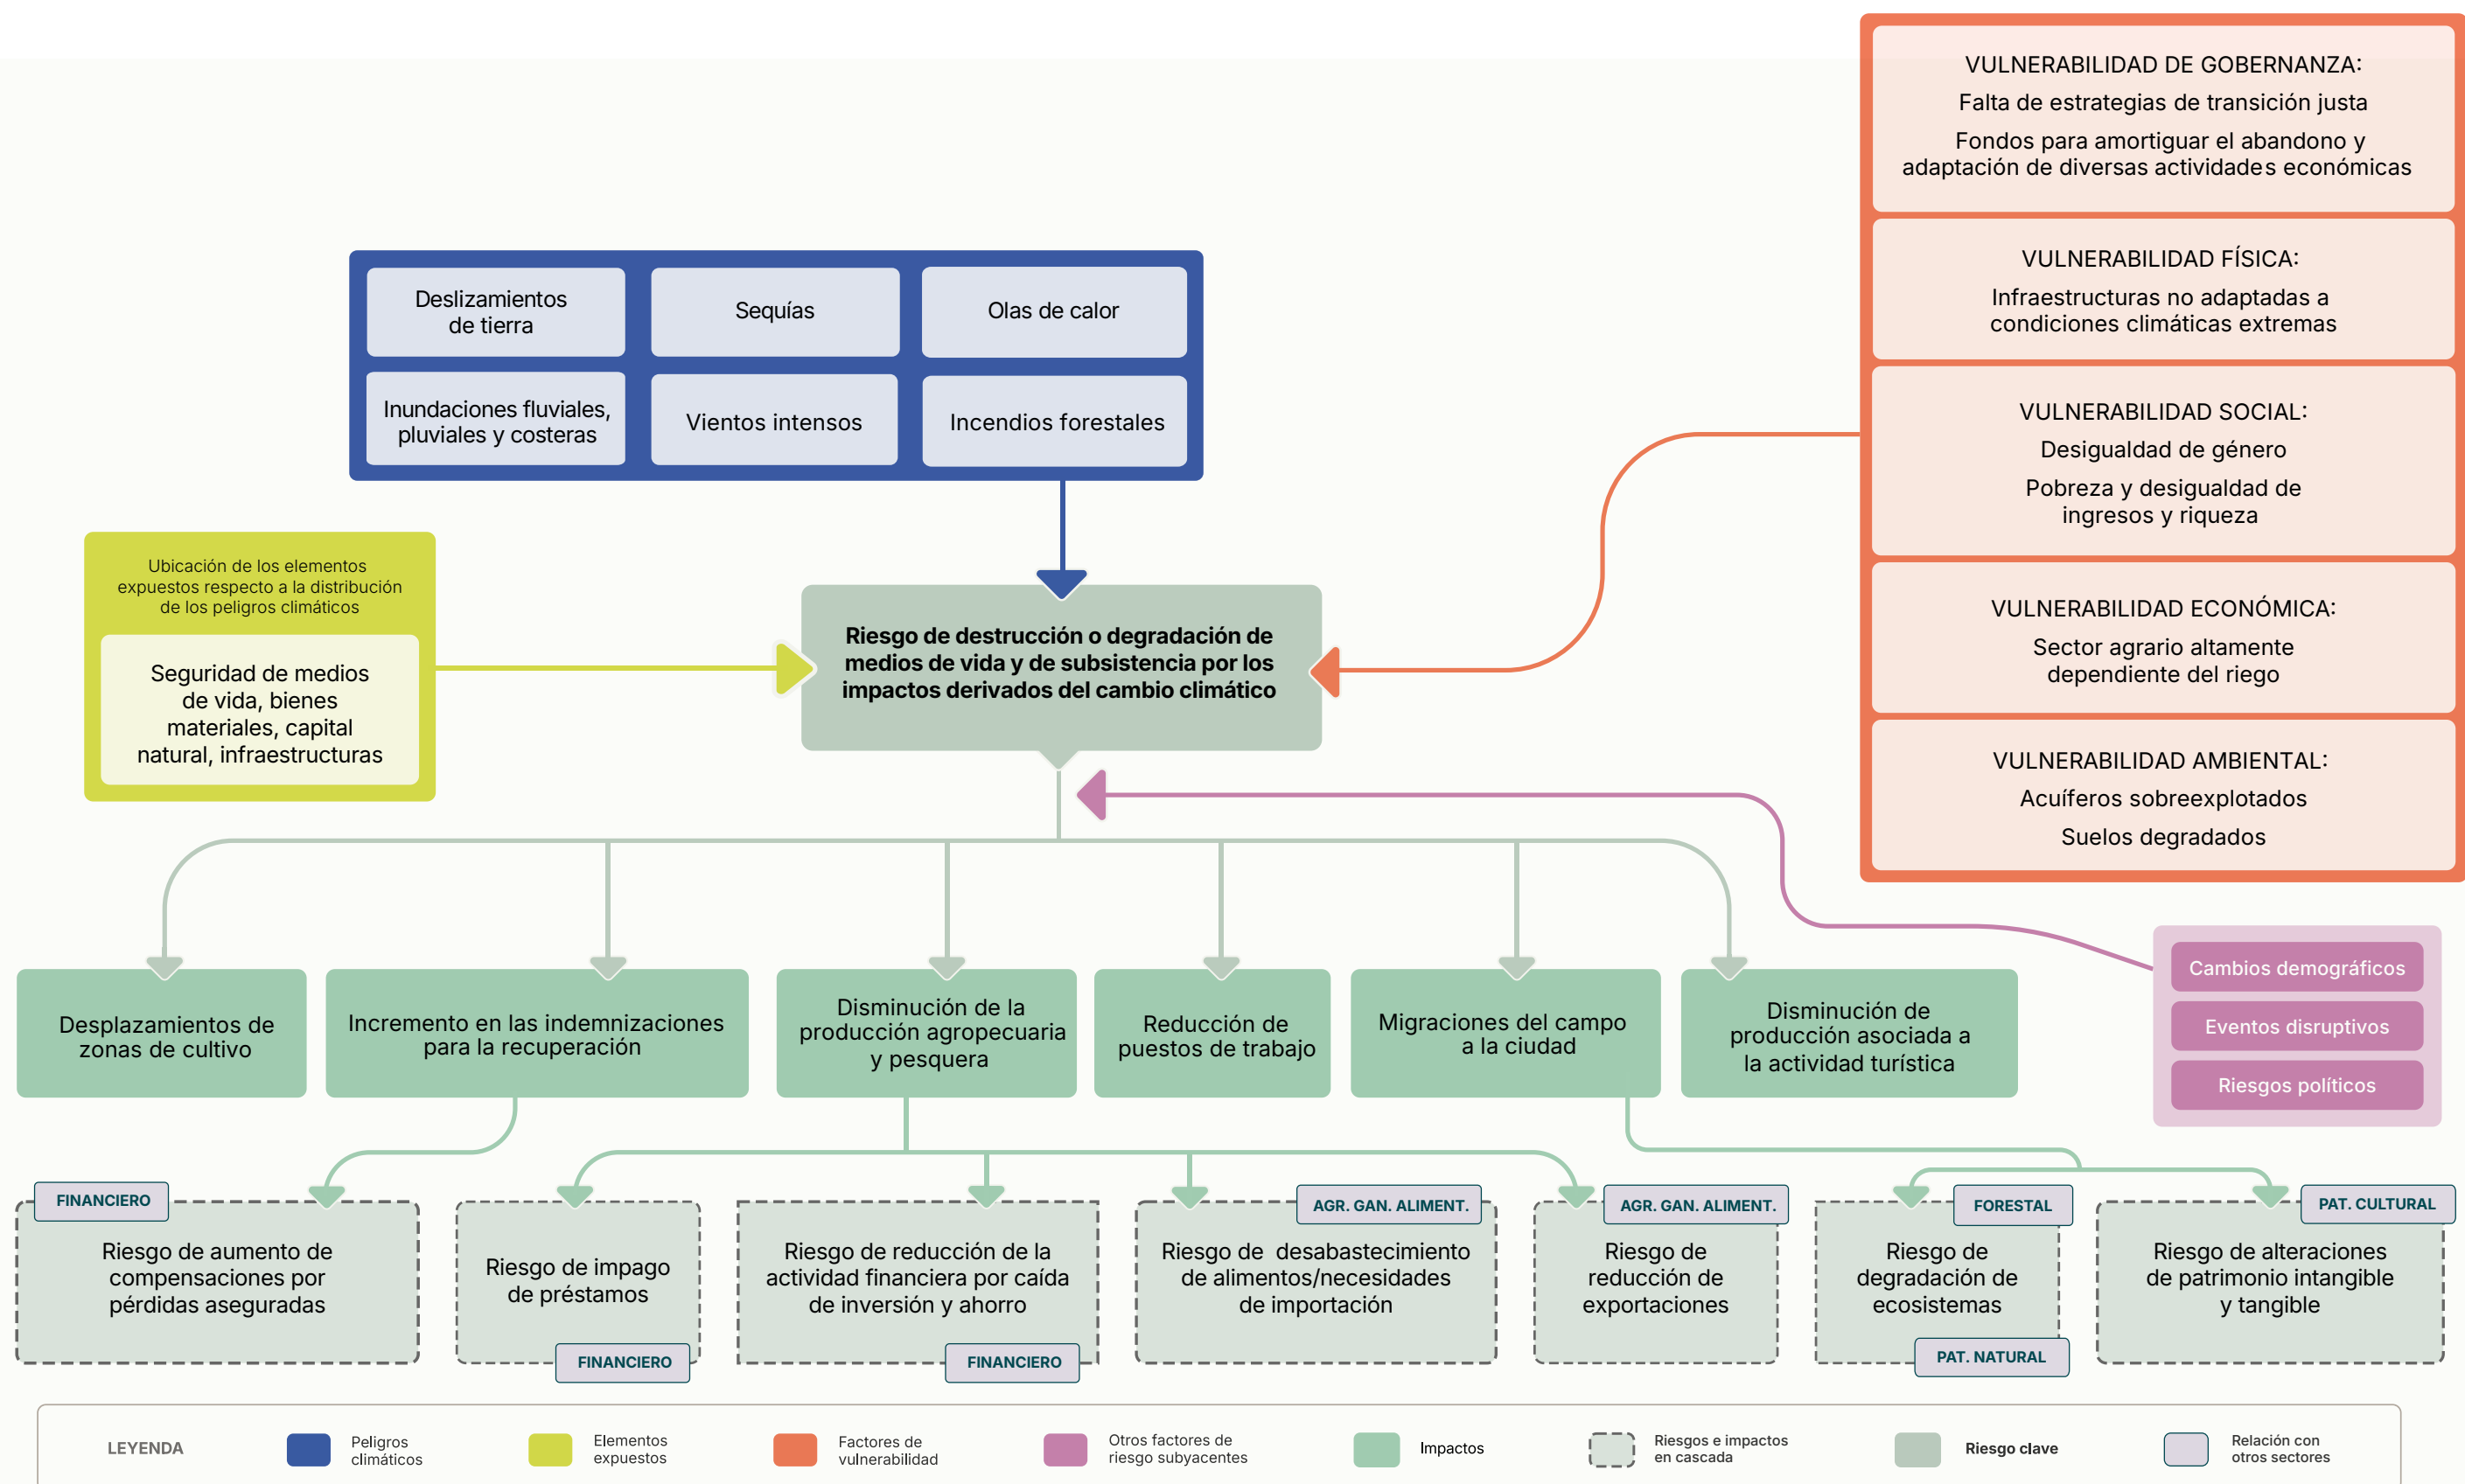 VULNERABILIDAD DE GOBERNANZA:
Falta de estrategias de transición justa
Fondos para amortiguar el abandono y
adaptación de diversas actividades económicas
VULNERABILIDAD FÍSICA:
Infraestructuras no adaptadas a
condiciones climáticas extremas
VULNERABILIDAD SOCIAL:
Desigualdad de género
Pobreza y desigualdad de
ingresos y riqueza
VULNERABILIDAD ECONÓMICA:
Sector agrario altamente
dependiente del riego
VULNERABILIDAD AMBIENTAL:
Acuíferos sobreexplotados
Suelos degradados
Deslizamientos
de tierra
Sequías
Olas de calor
Inundaciones fluviales,
pluviales y costeras
Vientos intensos
Incendios forestales
Ubicación de los elementos
expuestos respecto a la distribución
de los peligros climáticos
Seguridad de medios
de vida, bienes
materiales, capital
natural, infraestructuras
Riesgo de destrucción o degradación de
medios de vida y de subsistencia por los
impactos derivados del cambio climático
Cambios demográficos
Eventos disruptivos
Riesgos políticos
Desplazamientos de
zonas de cultivo
Incremento en las indemnizaciones
para la recuperación
Disminución de la
producción agropecuaria
y pesquera
Reducción de
puestos de trabajo
Migraciones del campo
a la ciudad
Disminución de
producción asociada a
la actividad turística
FINANCIERO
Riesgo de aumento de
compensaciones por
pérdidas aseguradas
Riesgo de impago
de préstamos
FINANCIERO
Riesgo de reducción de la
actividad financiera por caída
de inversión y ahorro
FINANCIERO
AGR. GAN. ALIMENT.
Riesgo de desabastecimiento
de alimentos/necesidades
de importación
AGR. GAN. ALIMENT.
Riesgo de
reducción de
exportaciones
FORESTAL
Riesgo de
degradación de
ecosistemas
PAT. NATURAL
PAT. CULTURAL
Riesgo de alteraciones
de patrimonio intangible
y tangible
LEYENDA
Peligros
climáticos
Elementos
expuestos
Factores de
vulnerabilidad
Otros factores de
riesgo subyacentes
Impactos
Riesgos e impactos
en cascada
Riesgo clave
Relación con
otros sectores